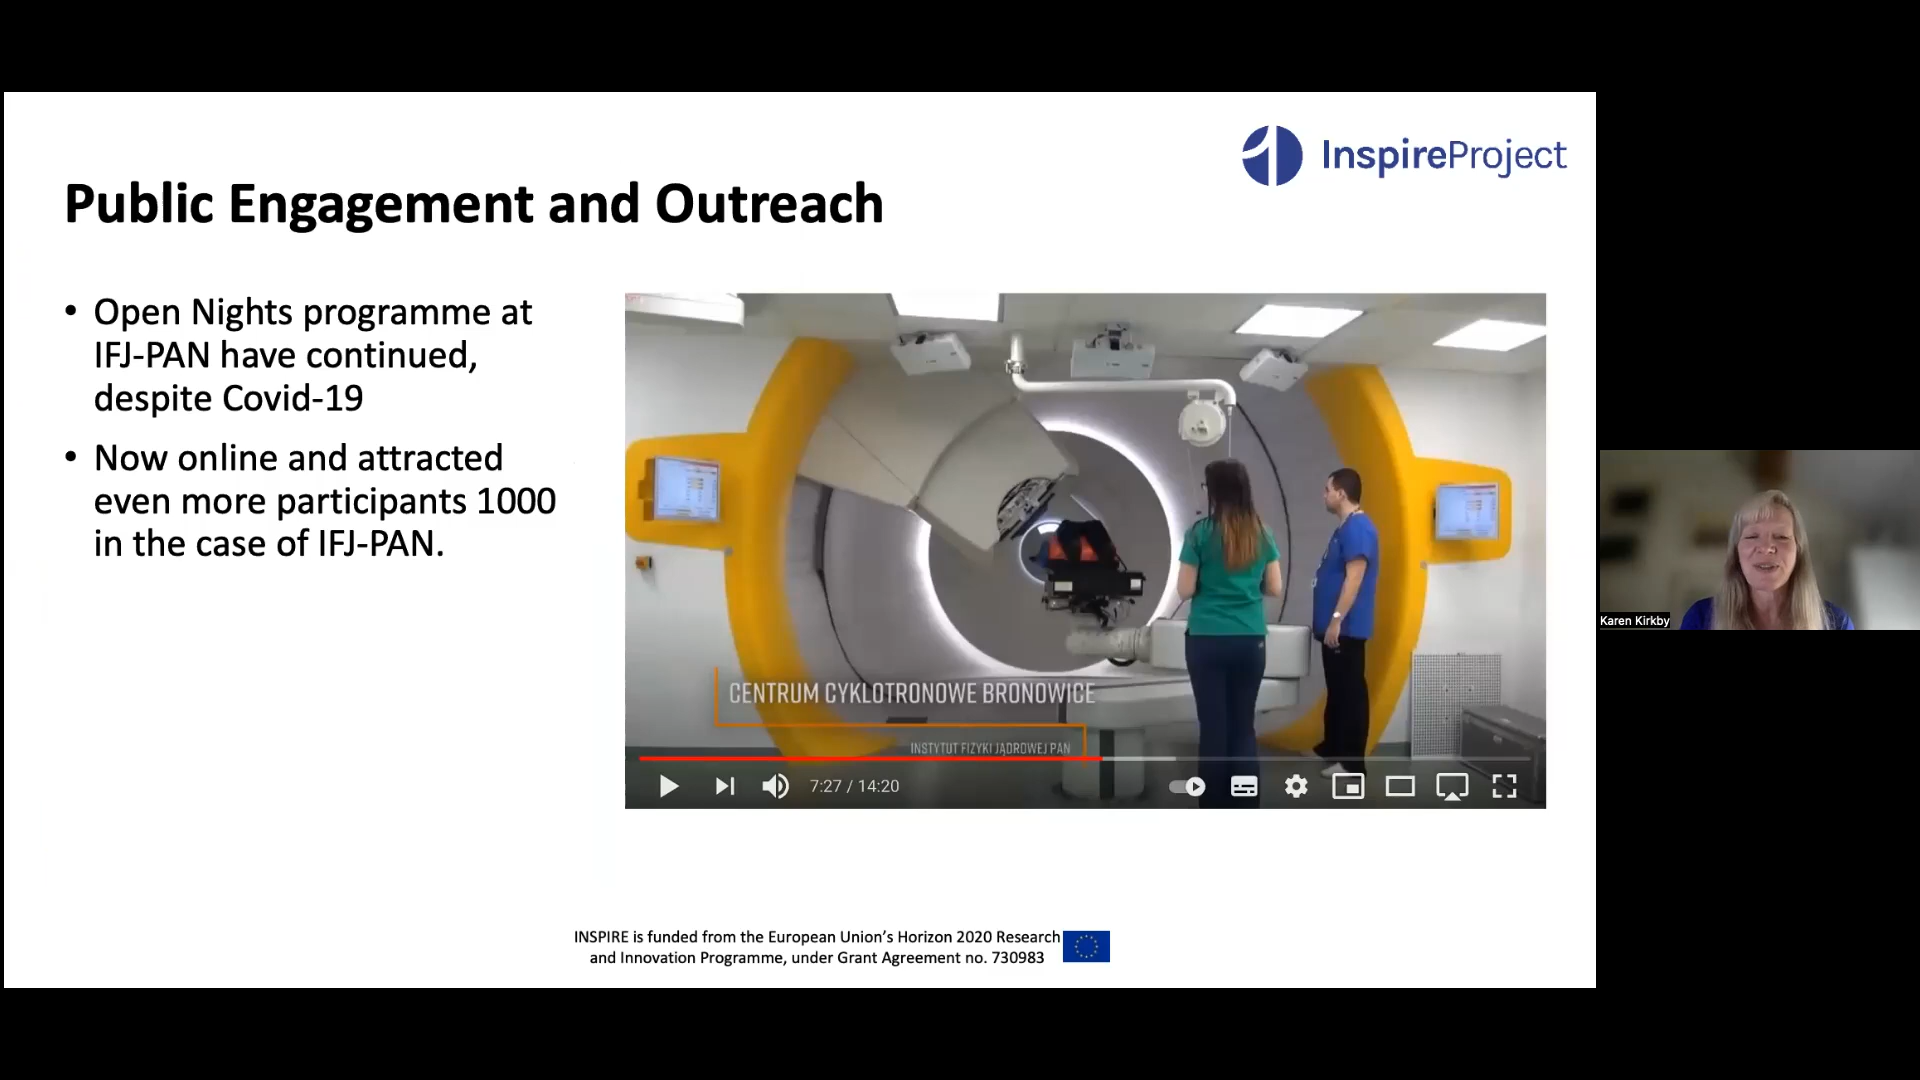 InspireProject
Public Engagement and Outreach
• Open Nights programme at
IFJ-PAN have continued,
despite Covid-19
• Now online and attracted
even more participants 1000
in the case of IFJ-PAN.
CENTRUM CYKLOTRONOWE BRONOWICE
INSTYTUT FIZYKI JĄDROWEJ PAN
7:27 / 14:20
Karen Kirkby
INSPIRE is funded from the European Union’s Horizon 2020 Research
and Innovation Programme, under Grant Agreement no. 730983